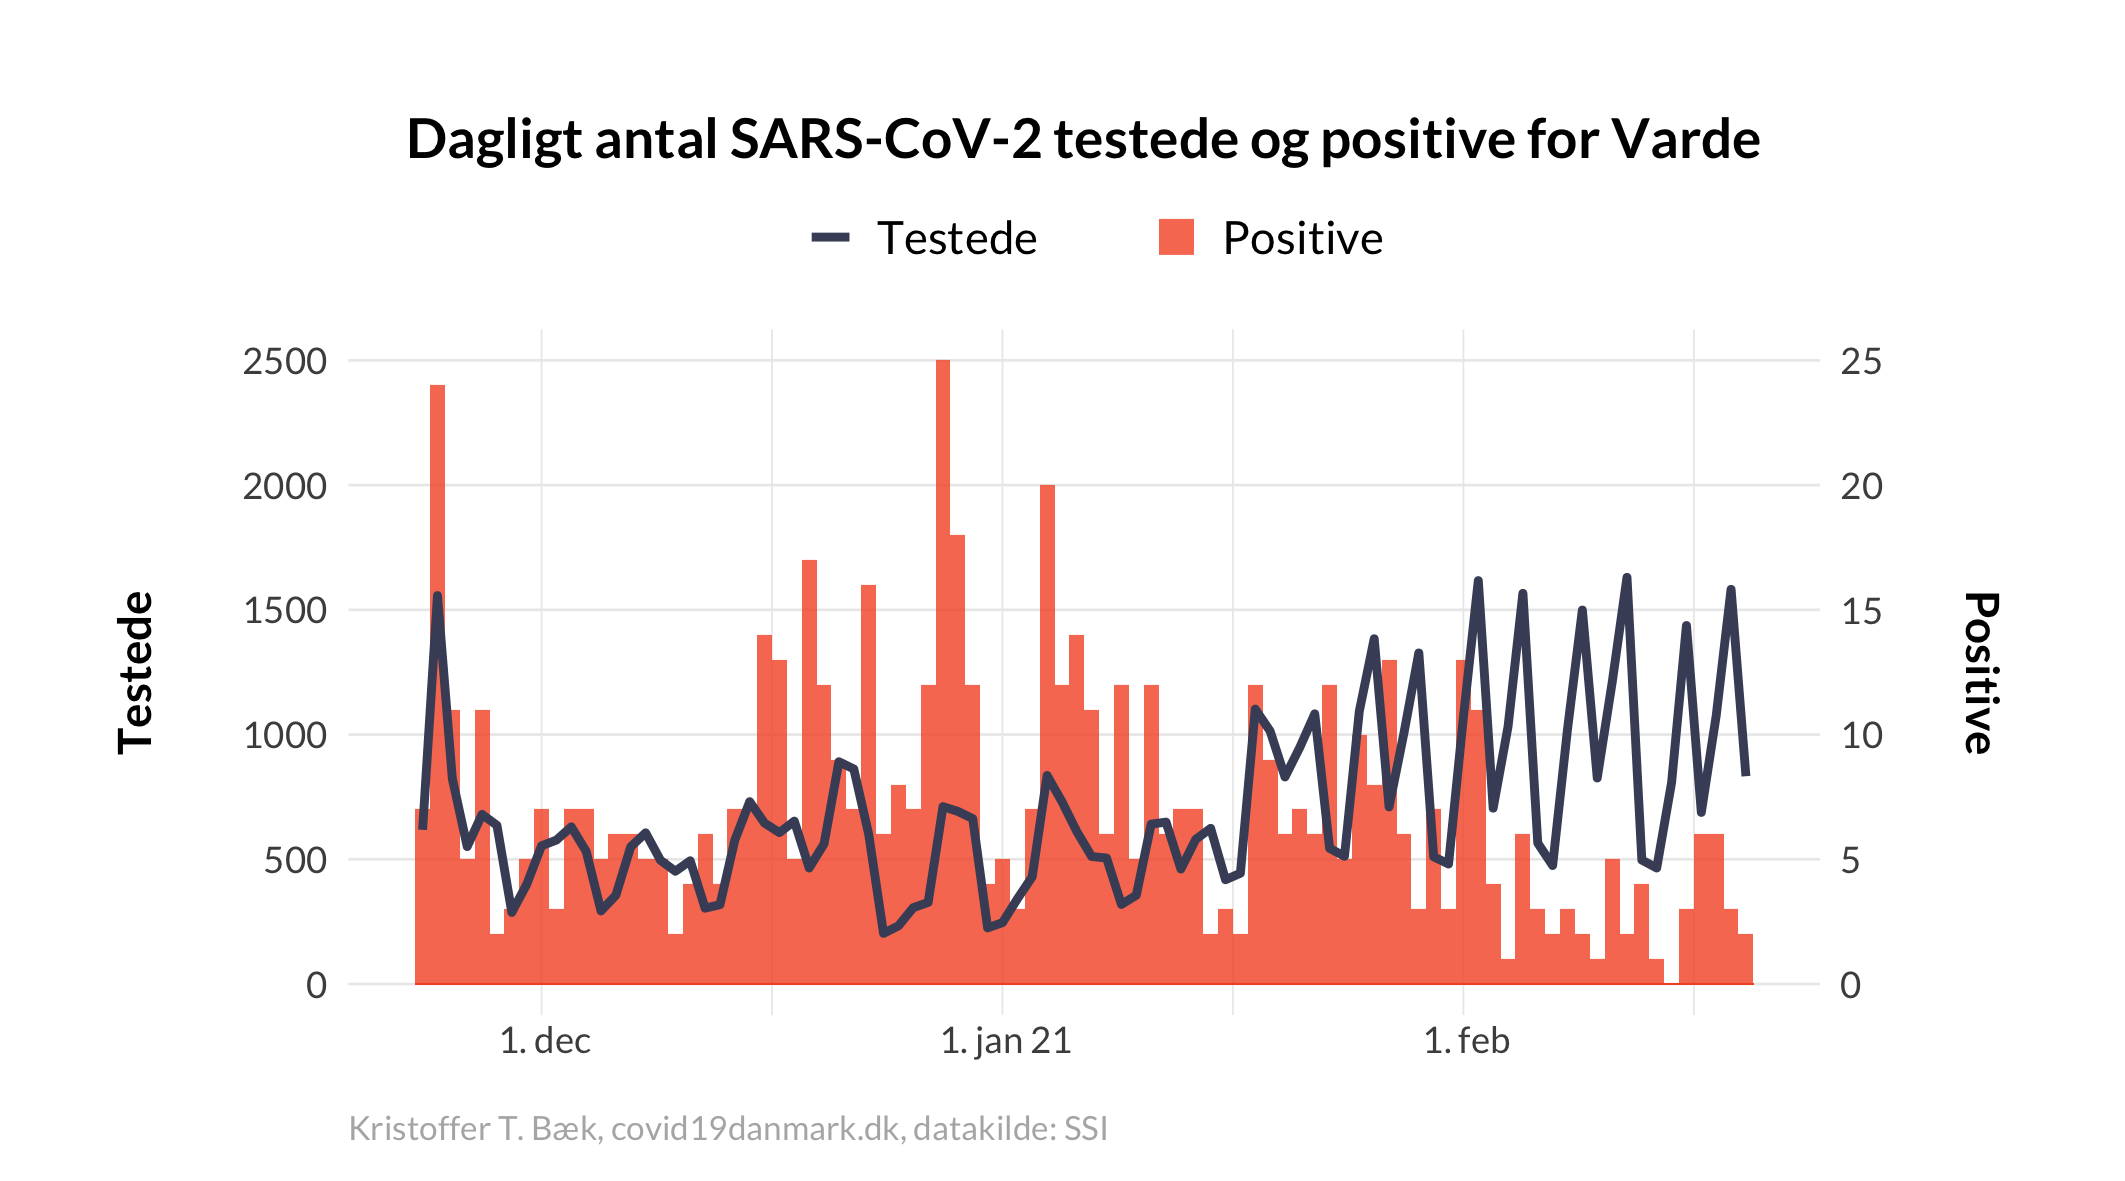 Dagligt antal SARS-CoV-2 testede og positive for Varde
Testede Positive
2500 25
2000 20
1500 15
1000 10
500 5
0 0
Testede
Positive
1. dec 1. jan 21 1. feb
Kristoffer T. Bæk, covid19danmark.dk, datakilde: SSI